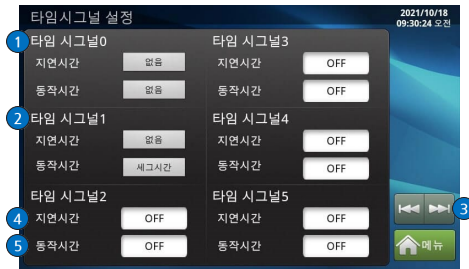 타임시그널 설정
2021/10/18
09:30:24 오전
1 타임 시그널0
지연시간 없음
동작시간 없음
2 타임 시그널1
지연시간 없음
동작시간 세그시간
타임 시그널2
4 지연시간 OFF
5 동작시간 OFF
타임 시그널3
지연시간 OFF
동작시간 OFF
타임 시그널4
지연시간 OFF
동작시간 OFF
타임 시그널5
지연시간 OFF
동작시간 OFF
3
메뉴